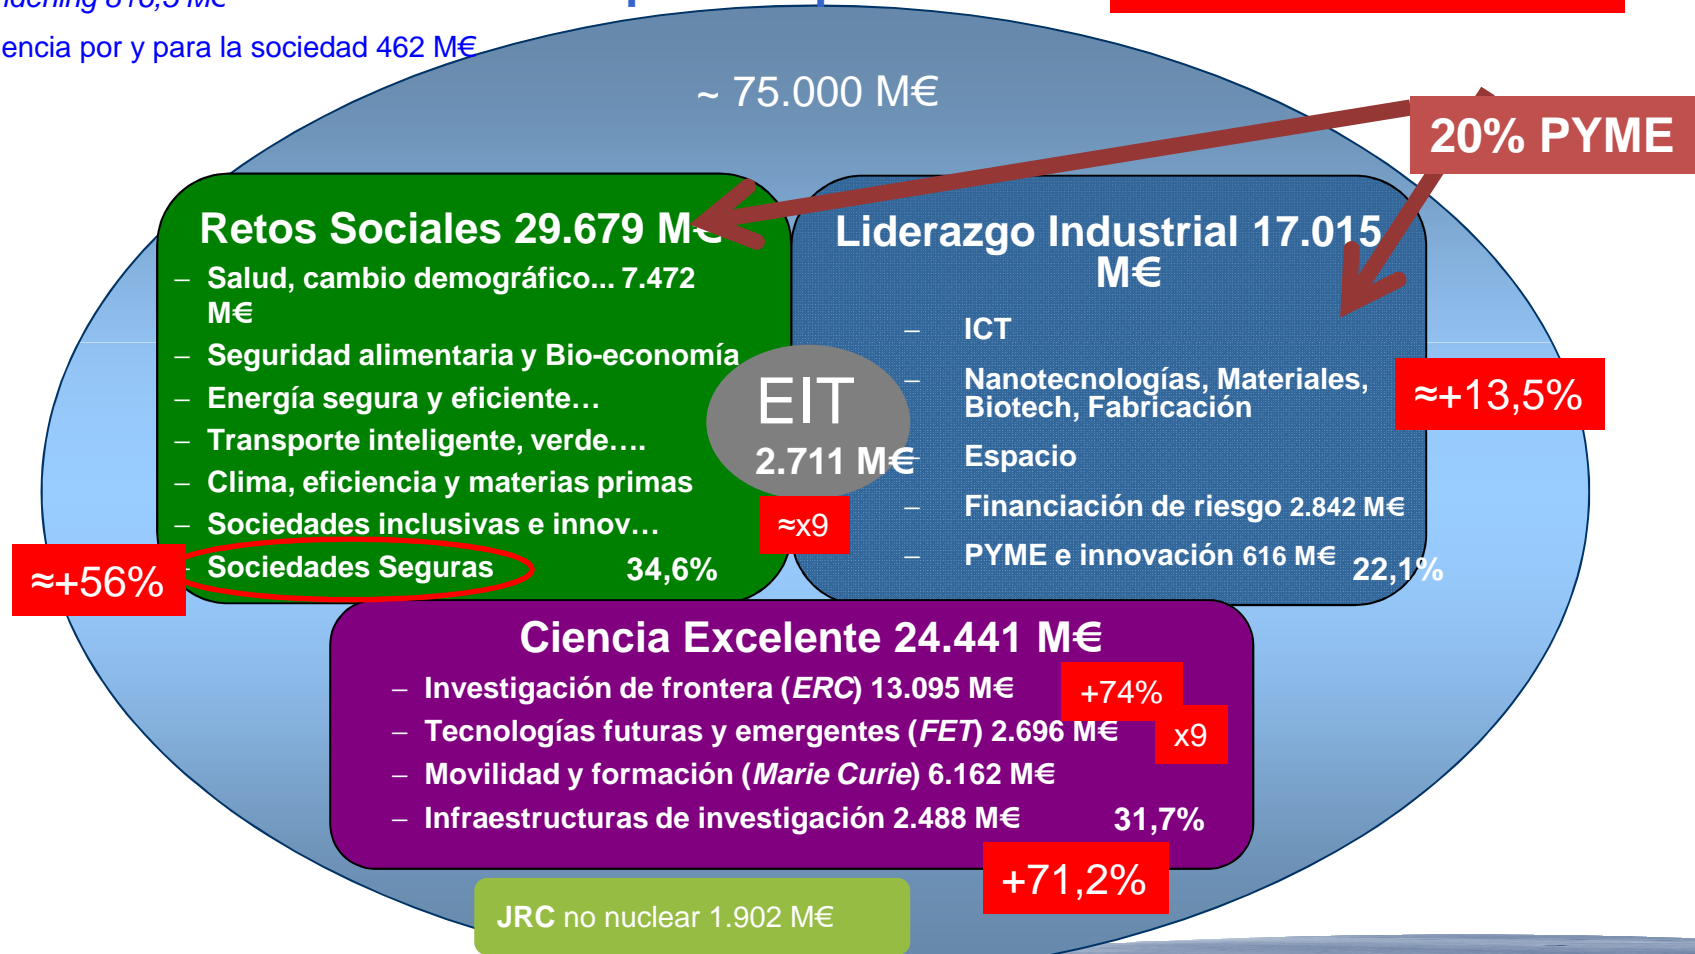 816,5 M€
encia por y para la sociedad 462 M€
~ 75.000 M€
20% PYME
Retos Sociales 29.679 M€
– Salud, cambio demográfico... 7.472
M€
– Seguridad alimentaria y Bio-economía
– Energía segura y eficiente…
– Transporte inteligente, verde….
– Clima, eficiencia y materias primas
– Sociedades inclusivas e innov…
– Sociedades Seguras
34,6%
≈+56%
EIT
2.711 M€
≈x9
Liderazgo Industrial 17.015
M€
– ICT
– Nanotecnologías, Materiales,
Biotech, Fabricación
– Espacio
– Financiación de riesgo 2.842 M€
– PYME e innovación 616 M€
22,1%
≈+13,5%
Ciencia Excelente 24.441 M€
– Investigación de frontera (ERC) 13.095 M€
+74%
– Tecnologías futuras y emergentes (FET) 2.696 M€
x9
– Movilidad y formación (Marie Curie) 6.162 M€
– Infraestructuras de investigación 2.488 M€
31,7%
+71,2%
JRC no nuclear 1.902 M€